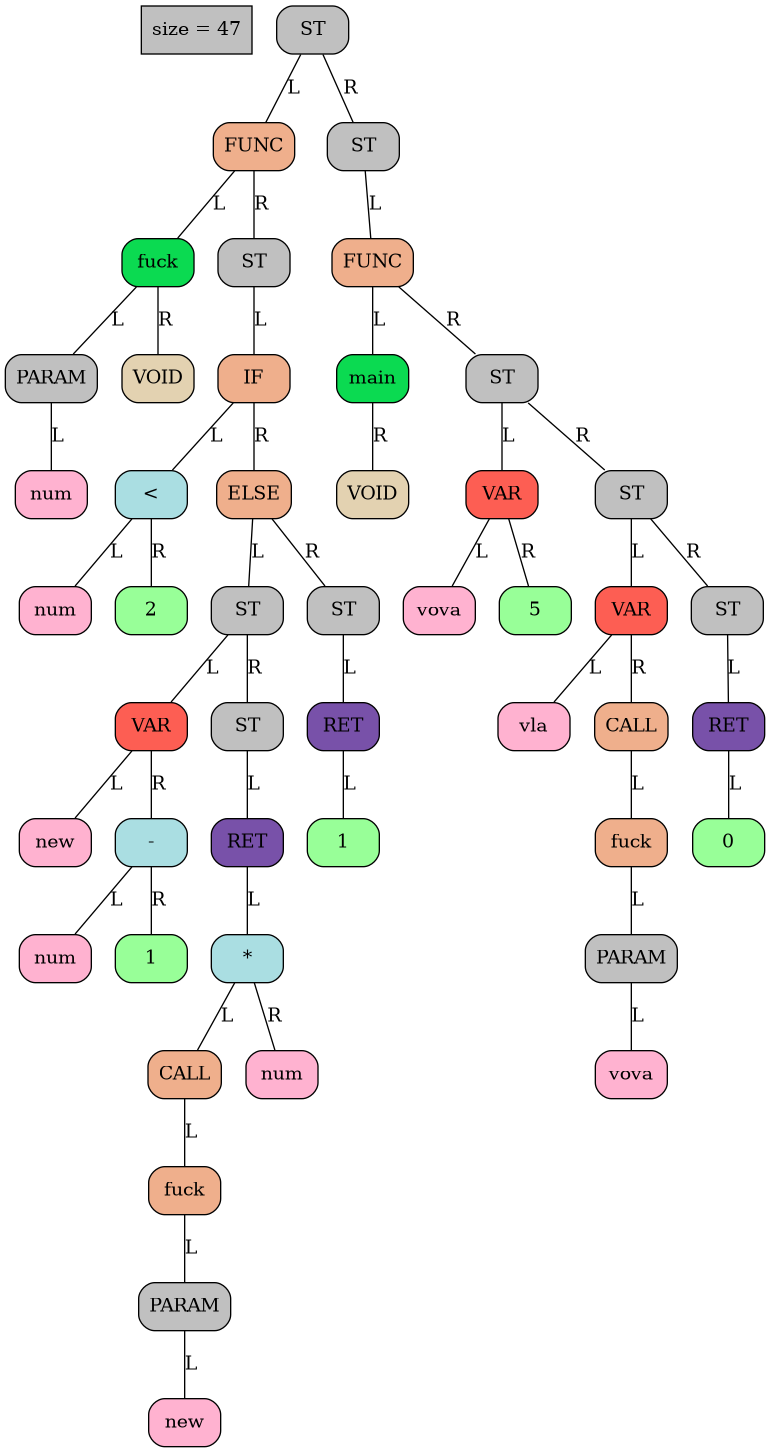 size = 47
ST
L
R
FUNC
ST
L
R
L
fuck
ST
FUNC
L
R
L
L
R
PARAM
VOID
IF
main
ST
L
L
R
R
L
R
num
<
ELSE
VOID
VAR
ST
L
R
L
R
L
R
L
R
num
2
ST
ST
vova
5
VAR
ST
L
R
L
L
R
L
VAR
ST
RET
vla
CALL
RET
L
R
L
L
L
L
new
-
RET
1
fuck
0
L
R
L
L
num
1
*
PARAM
L
R
L
CALL
num
vova
L
fuck
L
PARAM
L
new